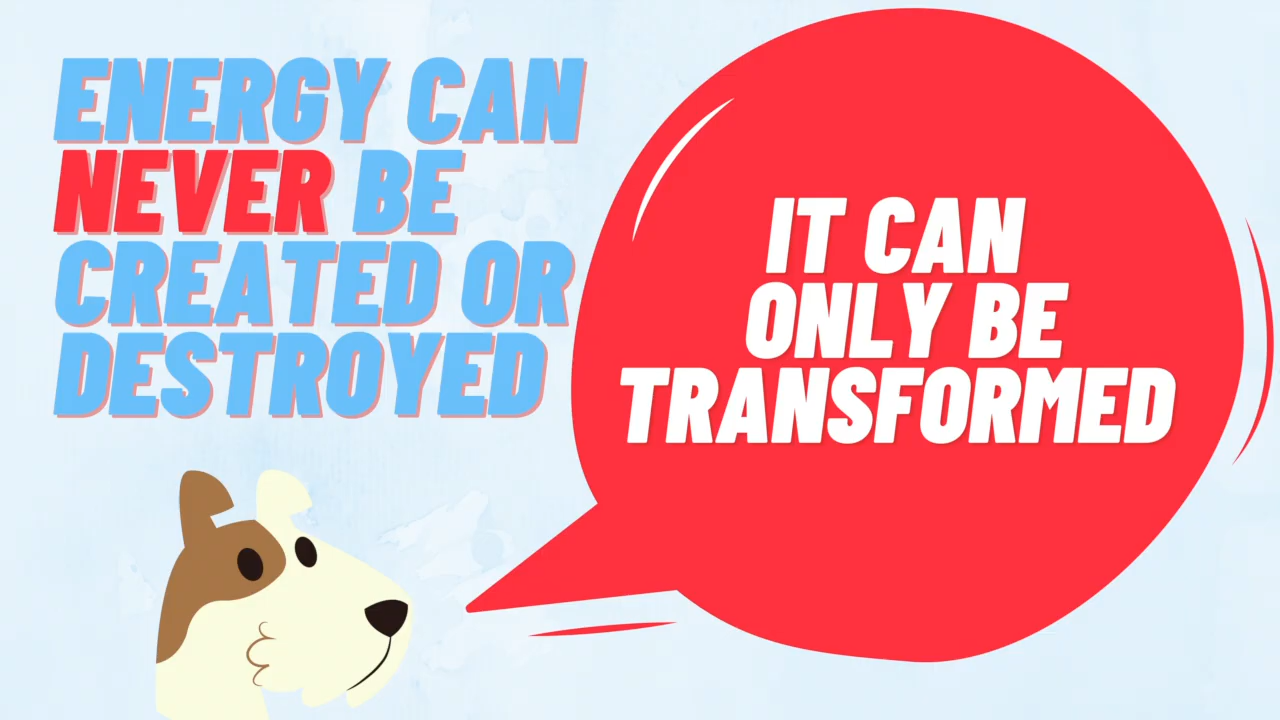 ENERGY CAN
NEVER BE
CREATED OR
DESTROYED
IT CAN
ONLY BE
TRANSFORMED